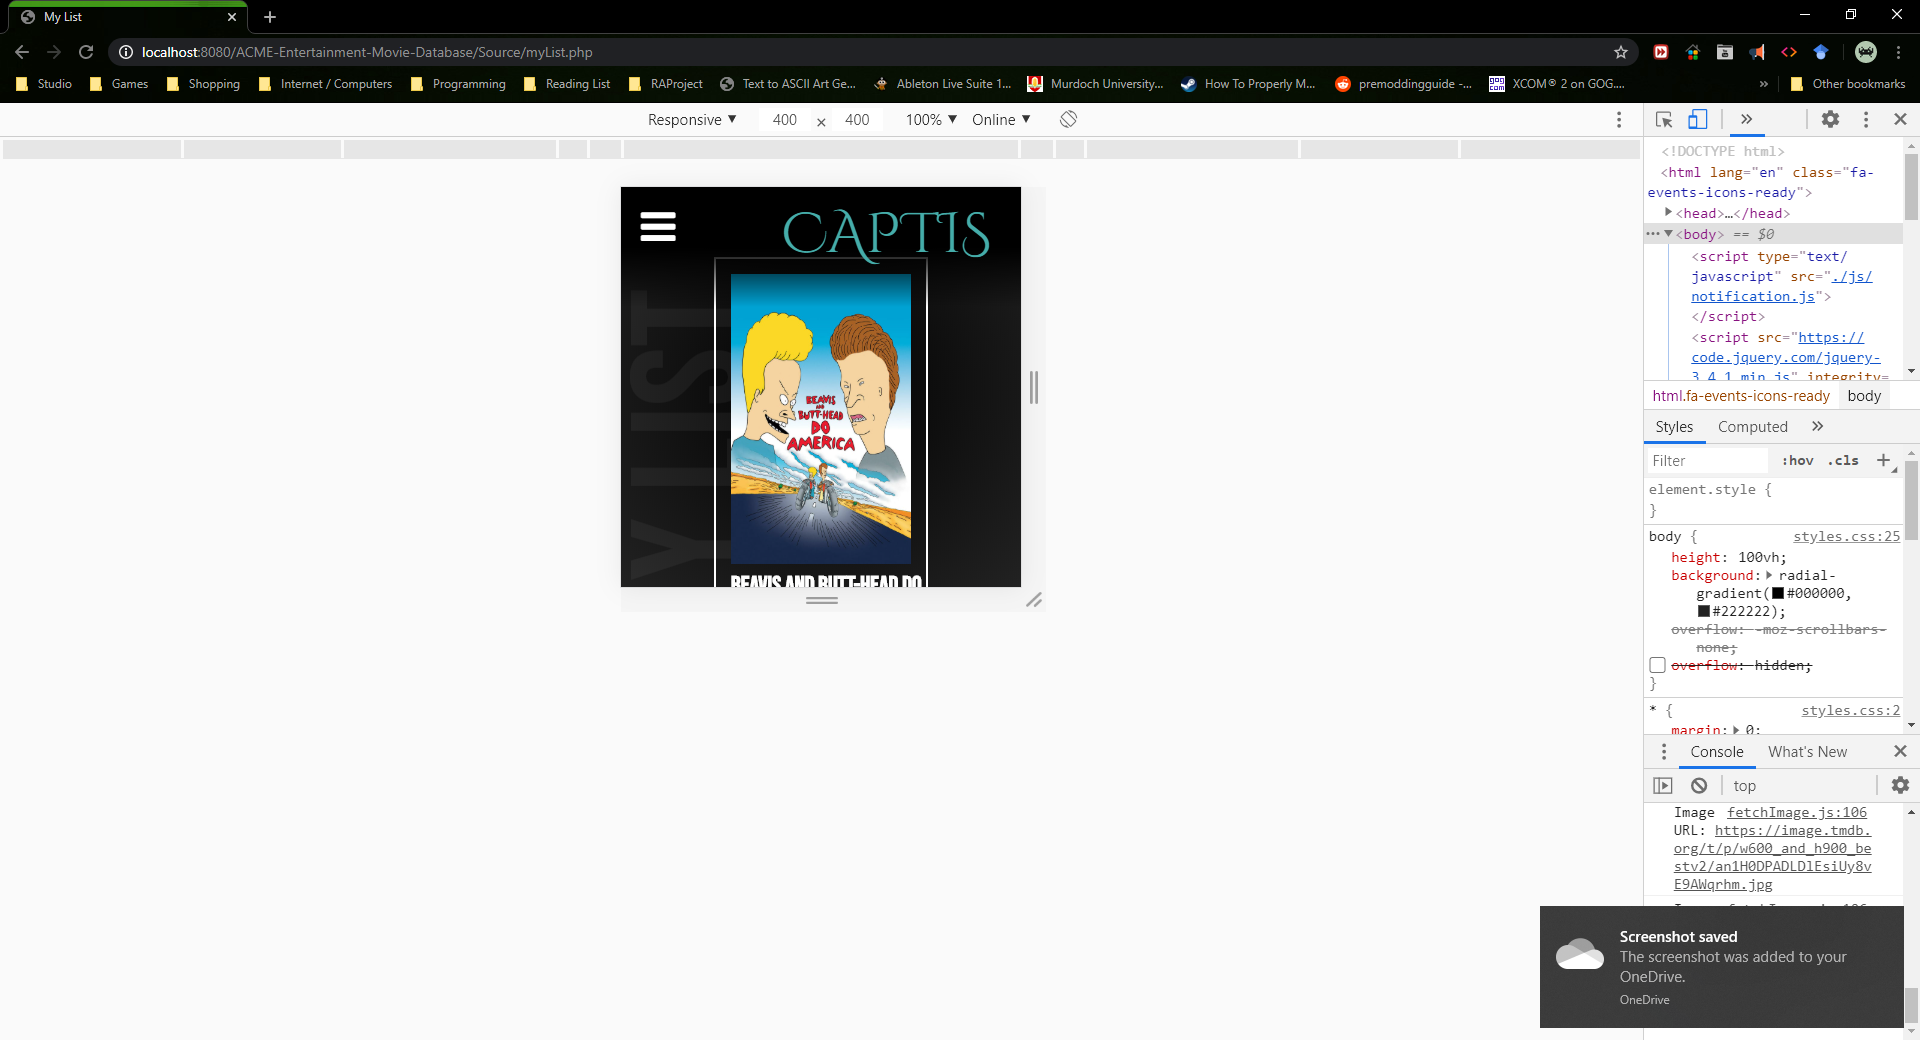 My List
localhost:8080/ACME-Entertainment-Movie-Database/Source/myList.php
Studio
Games
Shopping
Internet / Computers
Programming
Reading List
RAProject
Text to ASCII Art Ge...
Ableton Live Suite 1...
Murdoch University,...
How To Properly M...
premoddingguide -...
XCOM® 2 on GOG....
»
Other bookmarks
Responsive ▼ 400 × 400 100% ▼ Online ▼
CAPTIS
Y LIST
BEAVIS
AND
BUTT-HEAD
DO
AMERICA
BEAVIS AND BUTT-HEAD DO
<!DOCTYPE html>
<html lang="en" class="fa-
events-icons-ready">
▶<head>…</head>
••• ▼<body> == $0
<script type="text/
javascript" src="./js/
notification.js">
</script>
<script src="https://
code.jquery.com/jquery-
3.4.1.min.js" integrity=
html.fa-events-icons-ready body
Styles Computed »
Filter :hov .cls +
element.style {
}
body { styles.css:25
height: 100vh;
background:▶ radial-
gradient(#000000,
#222222);
overflow: -moz-scrollbars-
none;
overflow: hidden;
}
* { styles.css:2
margin:▶ 0;
Console What's New
top
Image fetchImage.js:106
URL: https://image.tmdb.
org/t/p/w600_and_h900_be
stv2/an1H0DPADLDlEsiUy8v
E9AWqrhm.jpg
Screenshot saved
The screenshot was added to your
OneDrive.
OneDrive